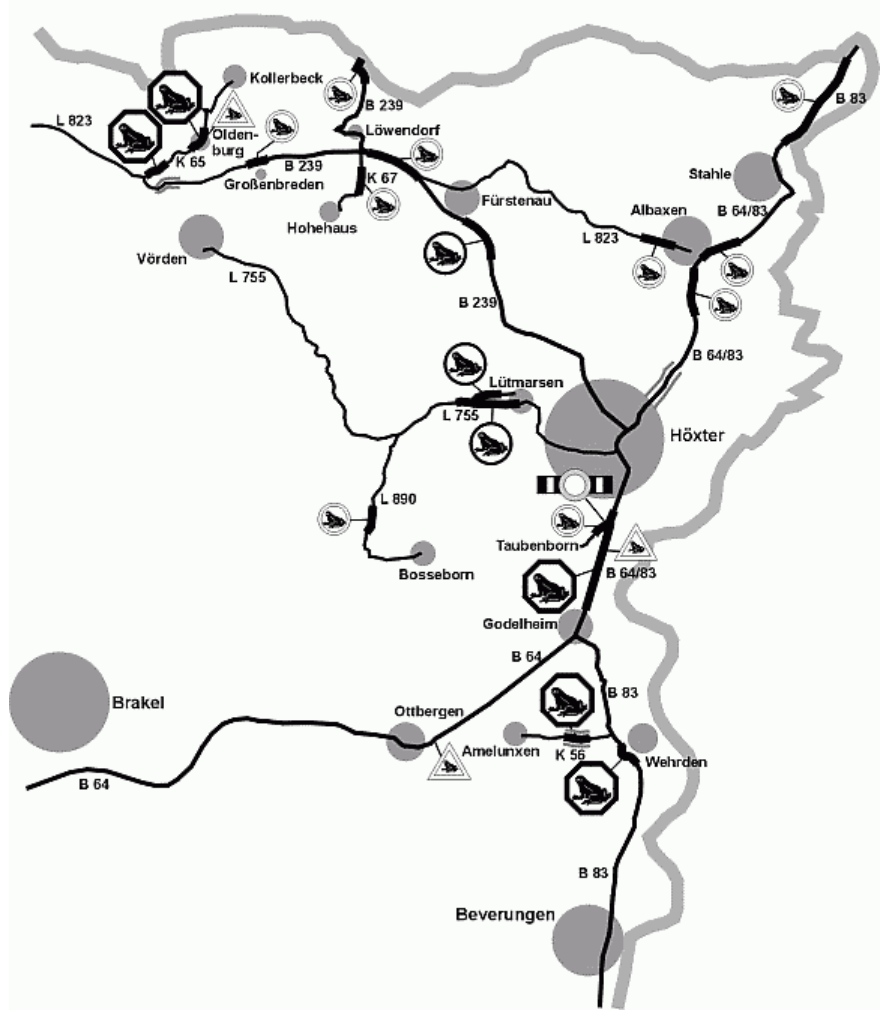 Kollerbeck
B 83
B 239
L 823
Löwendorf
Olden-
burg
K 65
B 239
Stahle
K 67
Großenbreden
Fürstenau
Albaxen
B 64/83
Hohehaus
L 823
Vörden
L 755
B 239
B 64/83
Lütmarsen
L 755
Höxter
L 890
Taubenborn
Bosseborn
B 64/83
Godelheim
B 64
B 83
Brakel
Ottbergen
Amelunxen
K 56
Wehrden
B 64
B 83
Beverungen